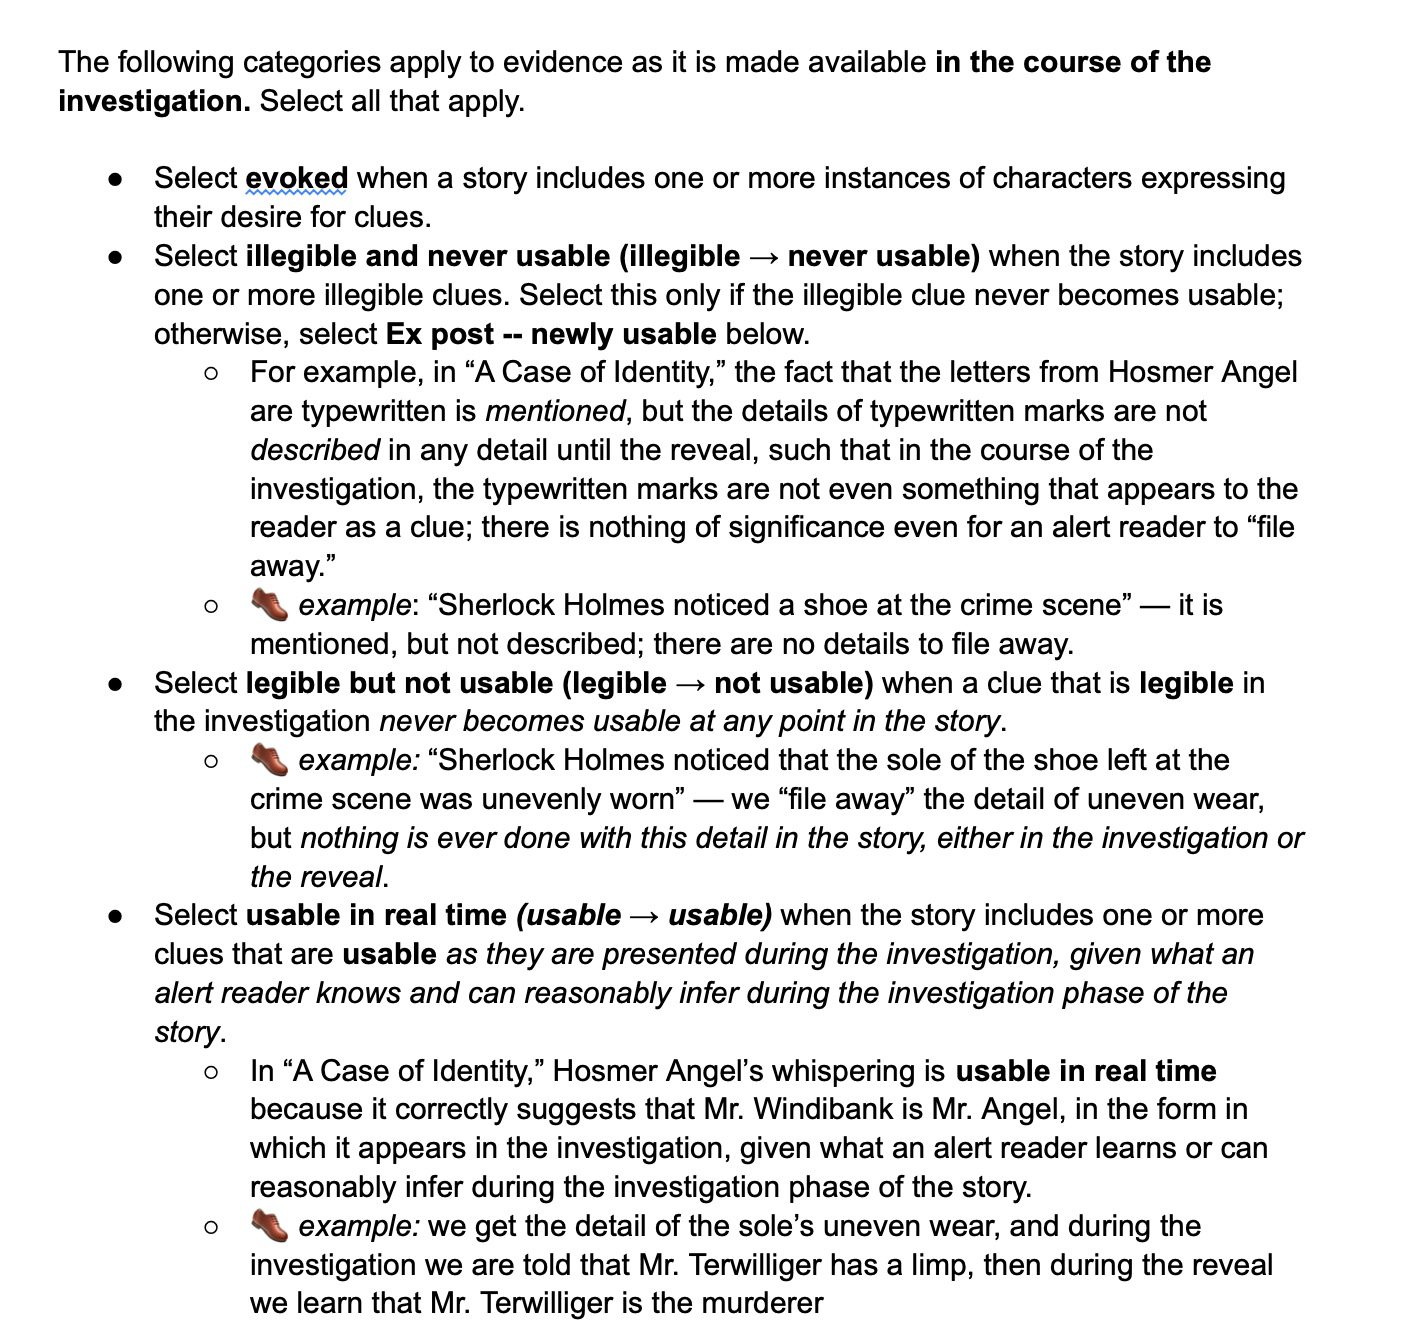 The following categories apply to evidence as it is made available in the course of the
investigation. Select all that apply.
● Select evoked when a story includes one or more instances of characters expressing
their desire for clues.
● Select illegible and never usable (illegible → never usable) when the story includes
one or more illegible clues. Select this only if the illegible clue never becomes usable;
otherwise, select Ex post -- newly usable below.
○ For example, in “A Case of Identity,” the fact that the letters from Hosmer Angel
are typewritten is mentioned, but the details of typewritten marks are not
described in any detail until the reveal, such that in the course of the
investigation, the typewritten marks are not even something that appears to the
reader as a clue; there is nothing of significance even for an alert reader to “file
away.”
○ 👞 example: “Sherlock Holmes noticed a shoe at the crime scene” — it is
mentioned, but not described; there are no details to file away.
● Select legible but not usable (legible → not usable) when a clue that is legible in
the investigation never becomes usable at any point in the story.
○ 👞 example: “Sherlock Holmes noticed that the sole of the shoe left at the
crime scene was unevenly worn” — we “file away” the detail of uneven wear,
but nothing is ever done with this detail in the story, either in the investigation or
the reveal.
● Select usable in real time (usable → usable) when the story includes one or more
clues that are usable as they are presented during the investigation, given what an
alert reader knows and can reasonably infer during the investigation phase of the
story.
○ In “A Case of Identity,” Hosmer Angel’s whispering is usable in real time
because it correctly suggests that Mr. Windibank is Mr. Angel, in the form in
which it appears in the investigation, given what an alert reader learns or can
reasonably infer during the investigation phase of the story.
○ 👞 example: we get the detail of the sole’s uneven wear, and during the
investigation we are told that Mr. Terwilliger has a limp, then during the reveal
we learn that Mr. Terwilliger is the murderer